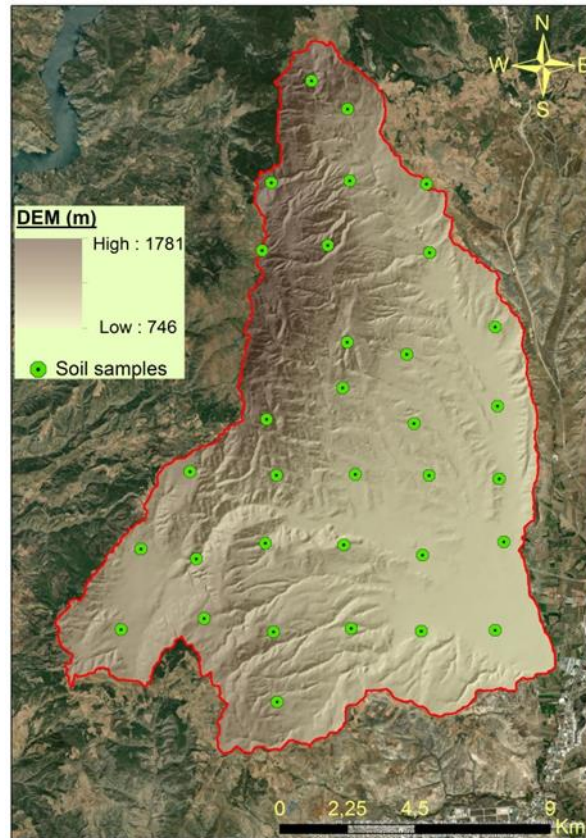 N
W E
S
DEM (m)
High : 1781
Low : 746
Soil samples
0 2,25 4,5 9
Km